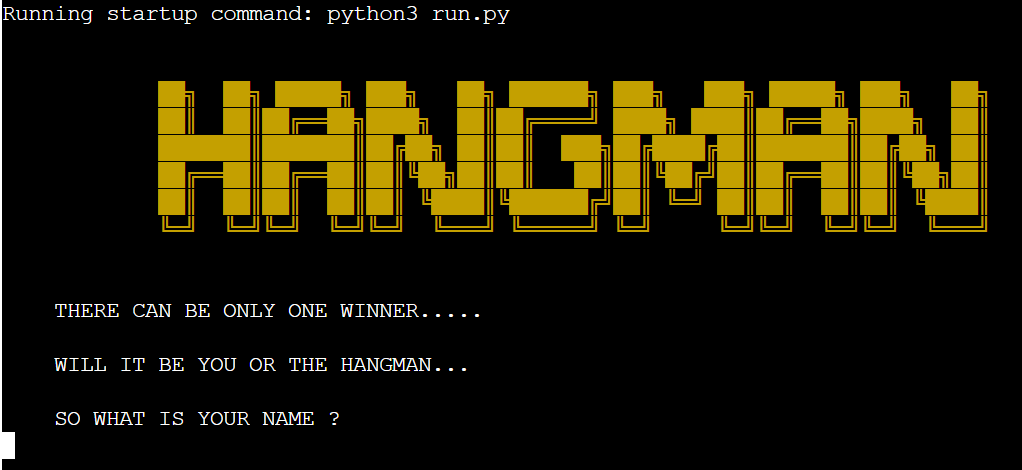 Running startup command: python3 run.py
HANGMAN
THERE CAN BE ONLY ONE WINNER.....
WILL IT BE YOU OR THE HANGMAN...
SO WHAT IS YOUR NAME ?